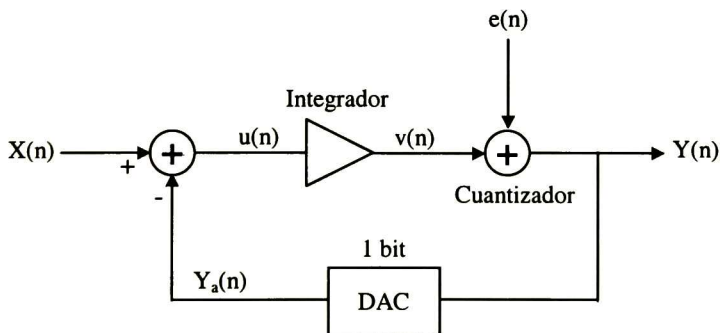 e(n)
Integrador
X(n)
+
+
u(n)
v(n)
+
Y(n)
-
Cuantizador
1 bit
Yₐ(n)
DAC